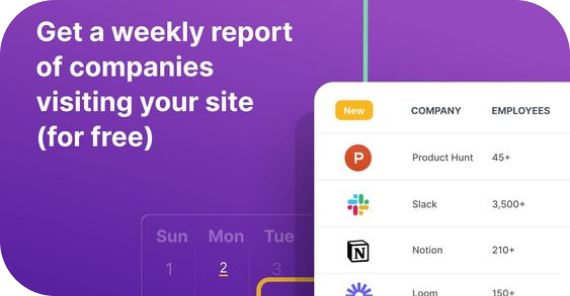 Get a weekly report
of companies
visiting your site
(for free)
New COMPANY EMPLOYEES
P Product Hunt 45+
Slack 3,500+
N Notion 210+
Loom 150+
Sun Mon Tue
1 2 3